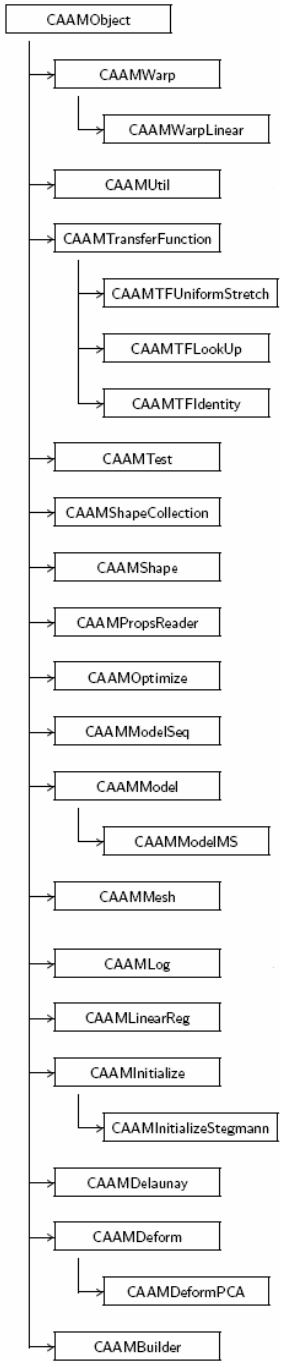 CAAMObject
CAAMWarp
CAAMWarpLinear
CAAMUtil
CAAMTransferFunction
CAAMTFUniformStretch
CAAMTFLookUp
CAAMTFIdentity
CAAMTest
CAAMShapeCollection
CAAMShape
CAAMPropsReader
CAAMOptimize
CAAMModelSeq
CAAMModel
CAAMModelMS
CAAMMesh
CAAMLog
CAAMLinearReg
CAAMInitialize
CAAMInitializeStegmann
CAAMDelaunay
CAAMDeform
CAAMDeformPCA
CAAMBuilder